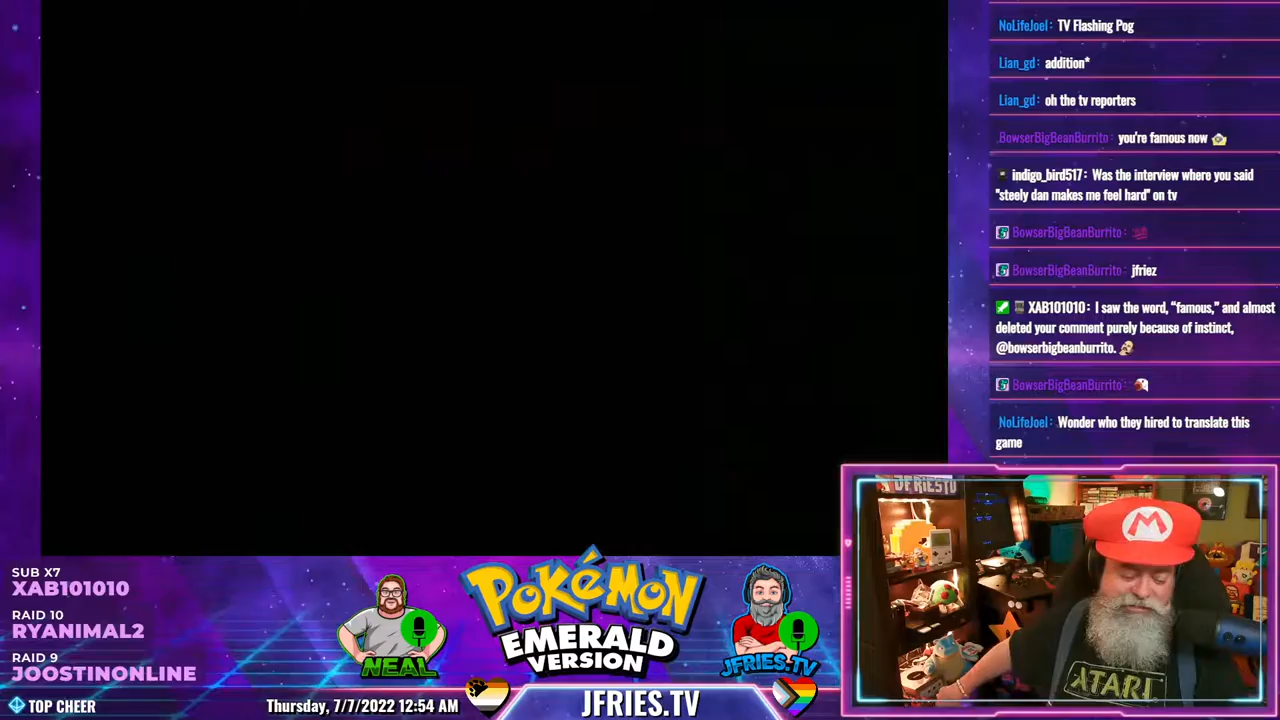 NoLifeJoel: TV Flashing Pog
Lian_gd: addition*
Lian_gd: oh the tv reporters
BowserBigBeanBurrito: you're famous now
indigo_bird517: Was the interview where you said
"steely dan makes me feel hard" on tv
BowserBigBeanBurrito:
BowserBigBeanBurrito: jfriez
XAB101010: I saw the word, “famous,” and almost
deleted your comment purely because of instinct,
@bowserbigbeanburrito.
BowserBigBeanBurrito:
NoLifeJoel: Wonder who they hired to translate this
game
JFRIESTV
M
ATARI
SUB X7
XAB101010
RAID 10
RYANIMAL2
RAID 9
JOOSTINONLINE
NEAL
POKéMON
EMERALD
VERSION
JFRIES.TV
TOP CHEER
Thursday, 7/7/2022 12:54 AM
JFRIES.TV